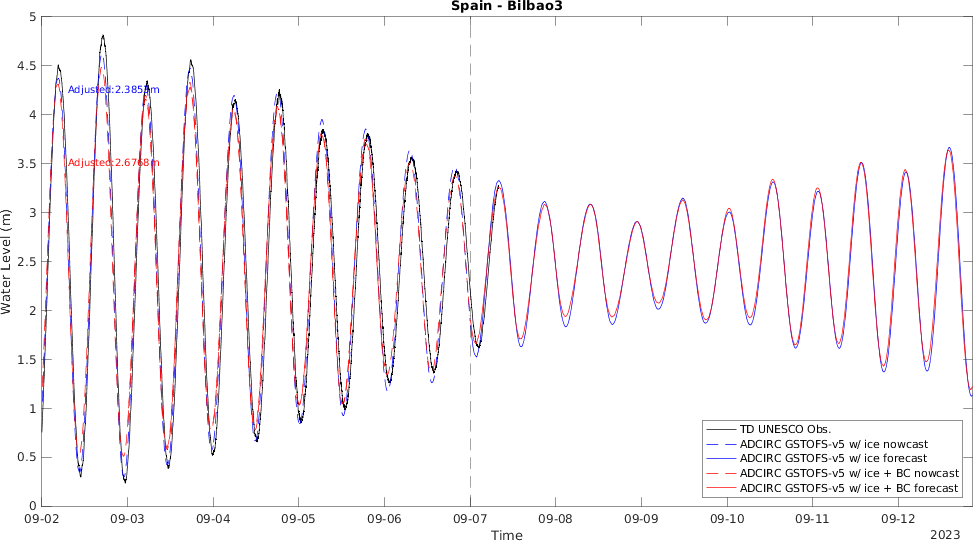 Spain - Bilbao3
5
4.5
4
3.5
3
2.5
2
1.5
1
0.5
0
Water Level (m)
Adjusted:2.3853m
Adjusted:2.6768m
TD UNESCO Obs.
ADCIRC GSTOFS-v5 w/ ice nowcast
ADCIRC GSTOFS-v5 w/ ice forecast
ADCIRC GSTOFS-v5 w/ ice + BC nowcast
ADCIRC GSTOFS-v5 w/ ice + BC forecast
09-02 09-03 09-04 09-05 09-06 09-07 09-08 09-09 09-10 09-11 09-12
Time
2023